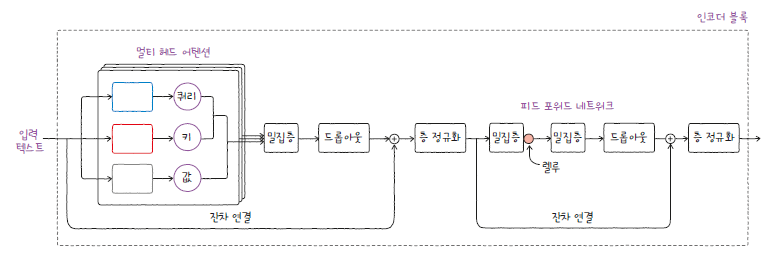 인코더 블록
멀티 헤드 어텐션
쿼리
피드 포워드 네트워크
입력
텍스트
키
밀집층
드롭아웃
층 정규화
밀집층
밀집층
드롭아웃
층 정규화
렐루
값
잔차 연결
잔차 연결